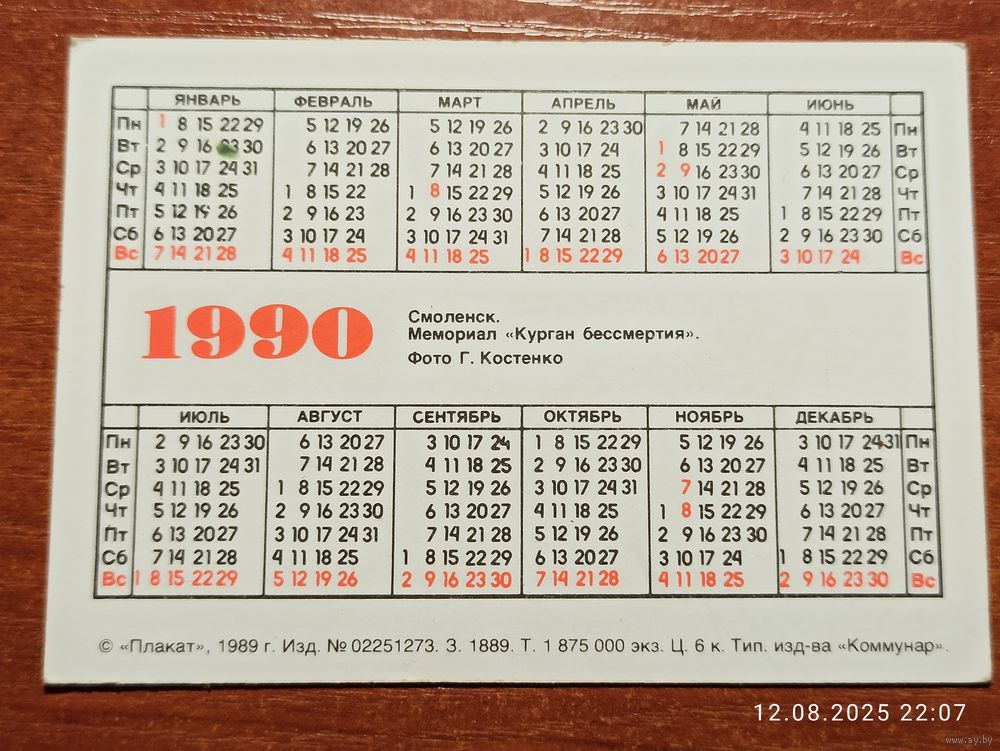 ЯНВАРЬ ФЕВРАЛЬ МАРТ АПРЕЛЬ МАЙ ИЮНЬ
Пн 1 8 15 22 29 5 12 19 26 5 12 19 26 2 9 16 23 30 7 14 21 28 4 11 18 25 Пн
Вт 2 9 16 23 30 6 13 20 27 6 13 20 27 3 10 17 24 1 8 15 22 29 5 12 19 26 Вт
Ср 3 10 17 24 31 7 14 21 28 7 14 21 28 4 11 18 25 2 9 16 23 30 6 13 20 27 Ср
Чт 4 11 18 25 1 8 15 22 1 8 15 22 29 5 12 19 26 3 10 17 24 31 7 14 21 28 Чт
Пт 5 12 19 26 2 9 16 23 2 9 16 23 30 6 13 20 27 4 11 18 25 1 8 15 22 29 Пт
Сб 6 13 20 27 3 10 17 24 3 10 17 24 31 7 14 21 28 5 12 19 26 2 9 16 23 30 Сб
Вс 7 14 21 28 4 11 18 25 4 11 18 25 1 8 15 22 29 6 13 20 27 3 10 17 24 Вс
1990
Смоленск.
Мемориал «Курган бессмертия».
Фото Г. Костенко
ИЮЛЬ АВГУСТ СЕНТЯБРЬ ОКТЯБРЬ НОЯБРЬ ДЕКАБРЬ
Пн 2 9 16 23 30 6 13 20 27 3 10 17 24 1 8 15 22 29 5 12 19 26 3 10 17 24 31 Пн
Вт 3 10 17 24 31 7 14 21 28 4 11 18 25 2 9 16 23 30 6 13 20 27 4 11 18 25 Вт
Ср 4 11 18 25 1 8 15 22 29 5 12 19 26 3 10 17 24 31 7 14 21 28 5 12 19 26 Ср
Чт 5 12 19 26 2 9 16 23 30 6 13 20 27 4 11 18 25 1 8 15 22 29 6 13 20 27 Чт
Пт 6 13 20 27 3 10 17 24 31 7 14 21 28 5 12 19 26 2 9 16 23 30 7 14 21 28 Пт
Сб 7 14 21 28 4 11 18 25 1 8 15 22 29 6 13 20 27 3 10 17 24 1 8 15 22 29 Сб
Вс 1 8 15 22 29 5 12 19 26 2 9 16 23 30 7 14 21 28 4 11 18 25 2 9 16 23 30 Вс
© «Плакат», 1989 г. Изд. № 02251273. З. 1889. Т. 1 875 000 экз. Ц. 6 к. Тип. изд-ва «Коммунар».
12.08.2025 22:07
www.ay.by